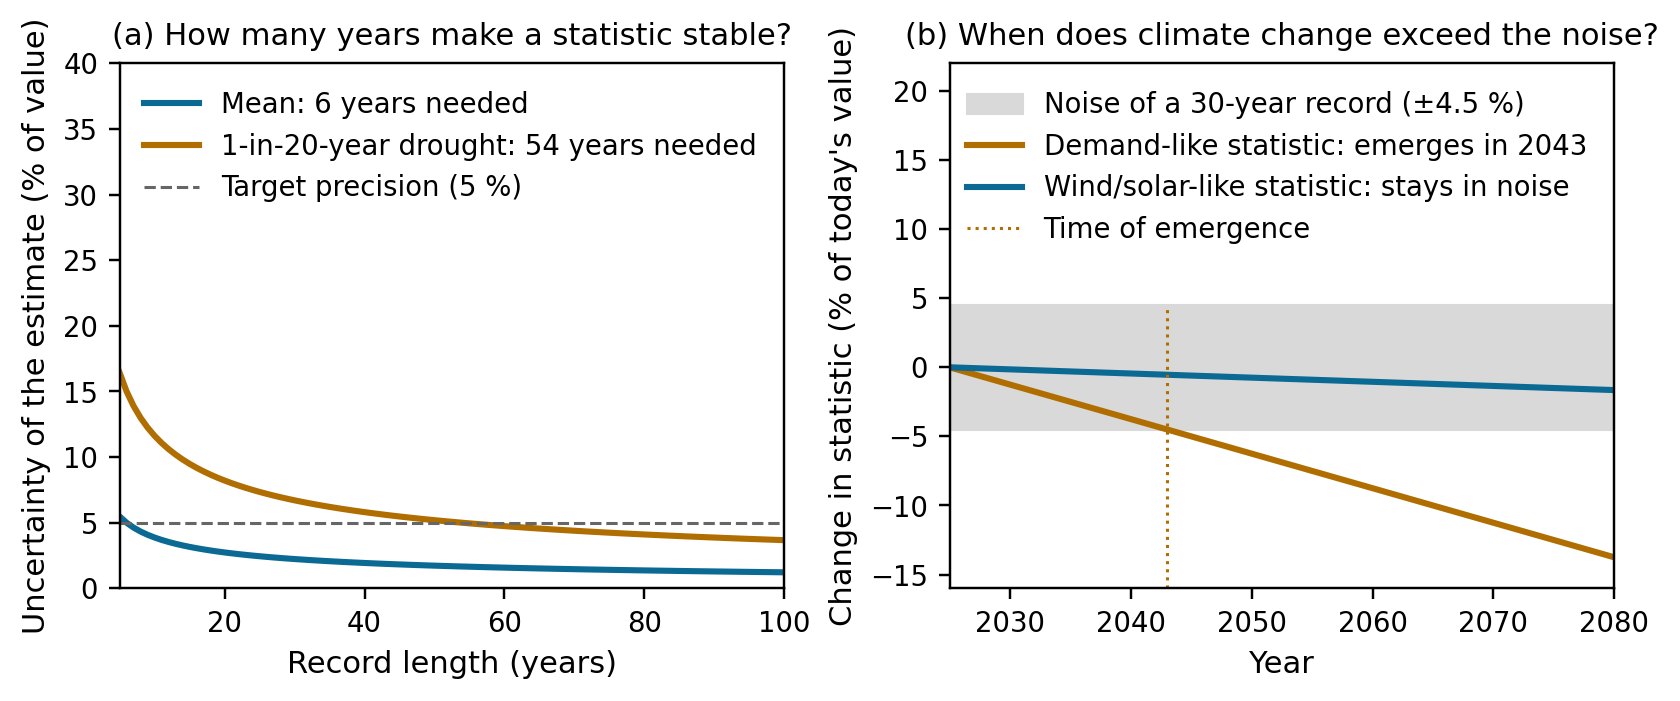 (a) How many years make a statistic stable?
Uncertainty of the estimate (% of value)
40
35
30
25
20
15
10
5
0
Mean: 6 years needed
1-in-20-year drought: 54 years needed
Target precision (5 %)
20 40 60 80 100
Record length (years)
(b) When does climate change exceed the noise?
Change in statistic (% of today's value)
20
15
10
5
0
−5
−10
−15
Noise of a 30-year record (±4.5 %)
Demand-like statistic: emerges in 2043
Wind/solar-like statistic: stays in noise
Time of emergence
2030 2040 2050 2060 2070 2080
Year